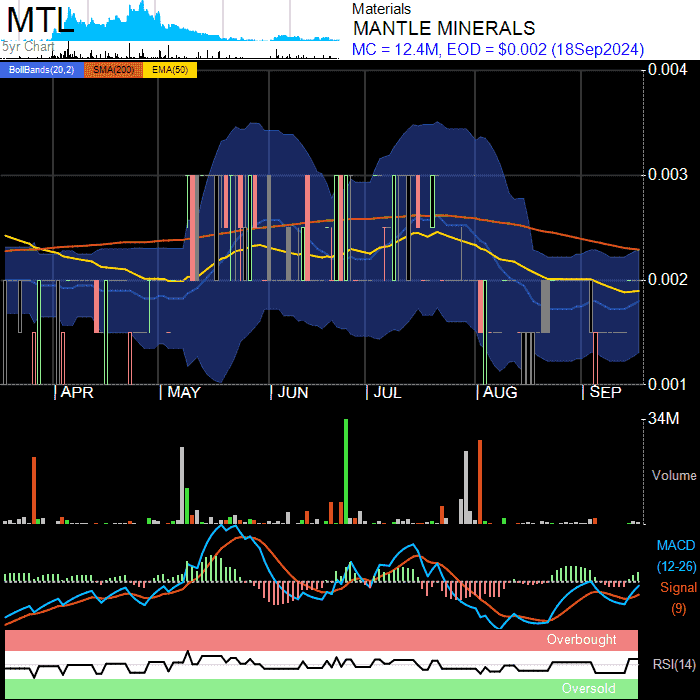 MTL
5yr Chart
Materials
MANTLE MINERALS
MC = 12.4M, EOD = $0.002 (18Sep2024)
BollBands(20,2) SMA(200) EMA(50)
0.004
0.003
0.002
0.001
APR MAY JUN JUL AUG SEP
34M
Volume
MACD
(12-26)
Signal
(9)
Overbought
RSI(14)
Oversold